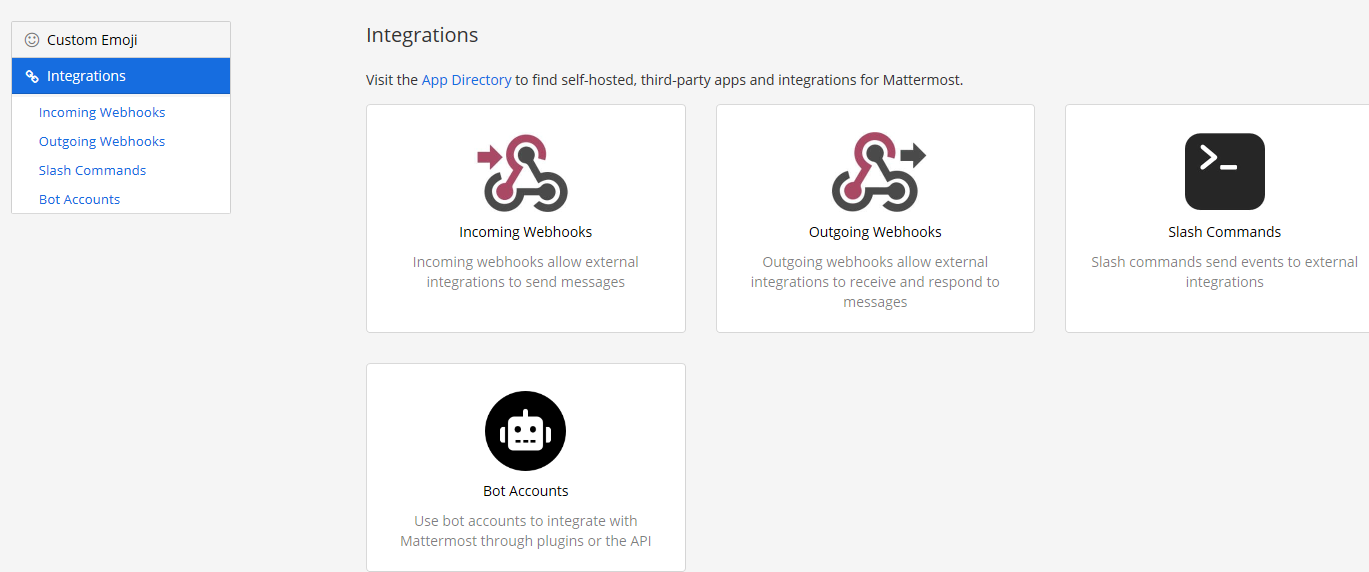 Custom Emoji
Integrations
Incoming Webhooks
Outgoing Webhooks
Slash Commands
Bot Accounts
Integrations
Visit the App Directory to find self-hosted, third-party apps and integrations for Mattermost.
Incoming Webhooks
Incoming webhooks allow external
integrations to send messages
Outgoing Webhooks
Outgoing webhooks allow external
integrations to receive and respond to
messages
Slash Commands
Slash commands send events to external
integrations
Bot Accounts
Use bot accounts to integrate with
Mattermost through plugins or the API